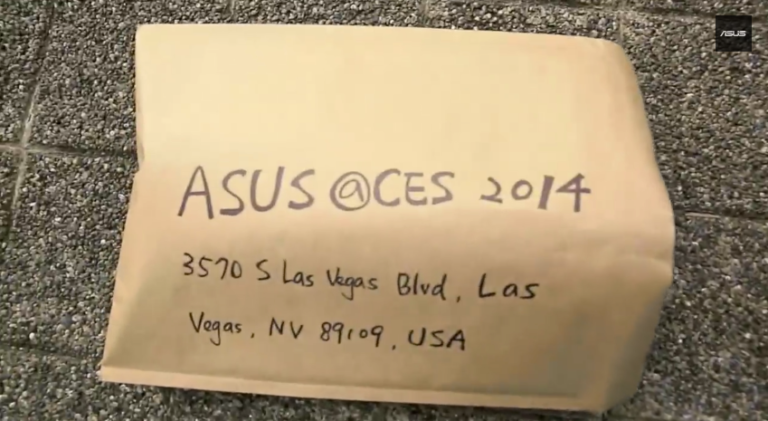 ASUS
ASUS @CES 2014
3570 S Las Vegas Blvd, Las
Vegas, NV 89109, USA